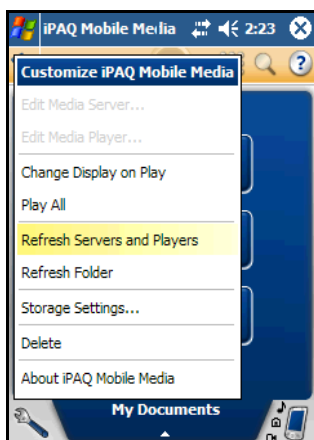 iPAQ Mobile Media 2:23
?
Customize iPAQ Mobile Media
Edit Media Server...
Edit Media Player...
Change Display on Play
Play All
Refresh Servers and Players
Refresh Folder
Storage Settings...
Delete
About iPAQ Mobile Media
My Documents